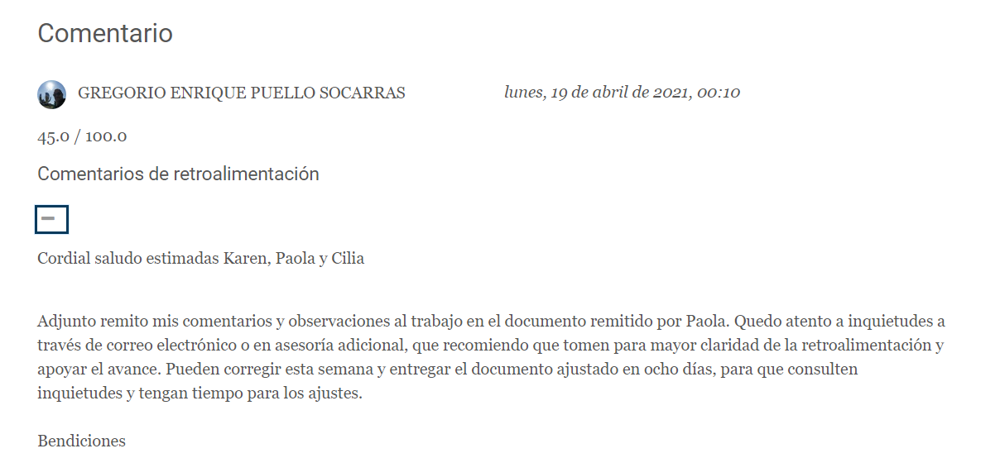 Comentario
GREGORIO ENRIQUE PUELLO SOCARRAS lunes, 19 de abril de 2021, 00:10
45.0 / 100.0
Comentarios de retroalimentación
Cordial saludo estimadas Karen, Paola y Cilia
Adjunto remito mis comentarios y observaciones al trabajo en el documento remitido por Paola. Quedo atento a inquietudes a
través de correo electrónico o en asesoría adicional, que recomiendo que tomen para mayor claridad de la retroalimentación y
apoyar el avance. Pueden corregir esta semana y entregar el documento ajustado en ocho días, para que consulten
inquietudes y tengan tiempo para los ajustes.
Bendiciones